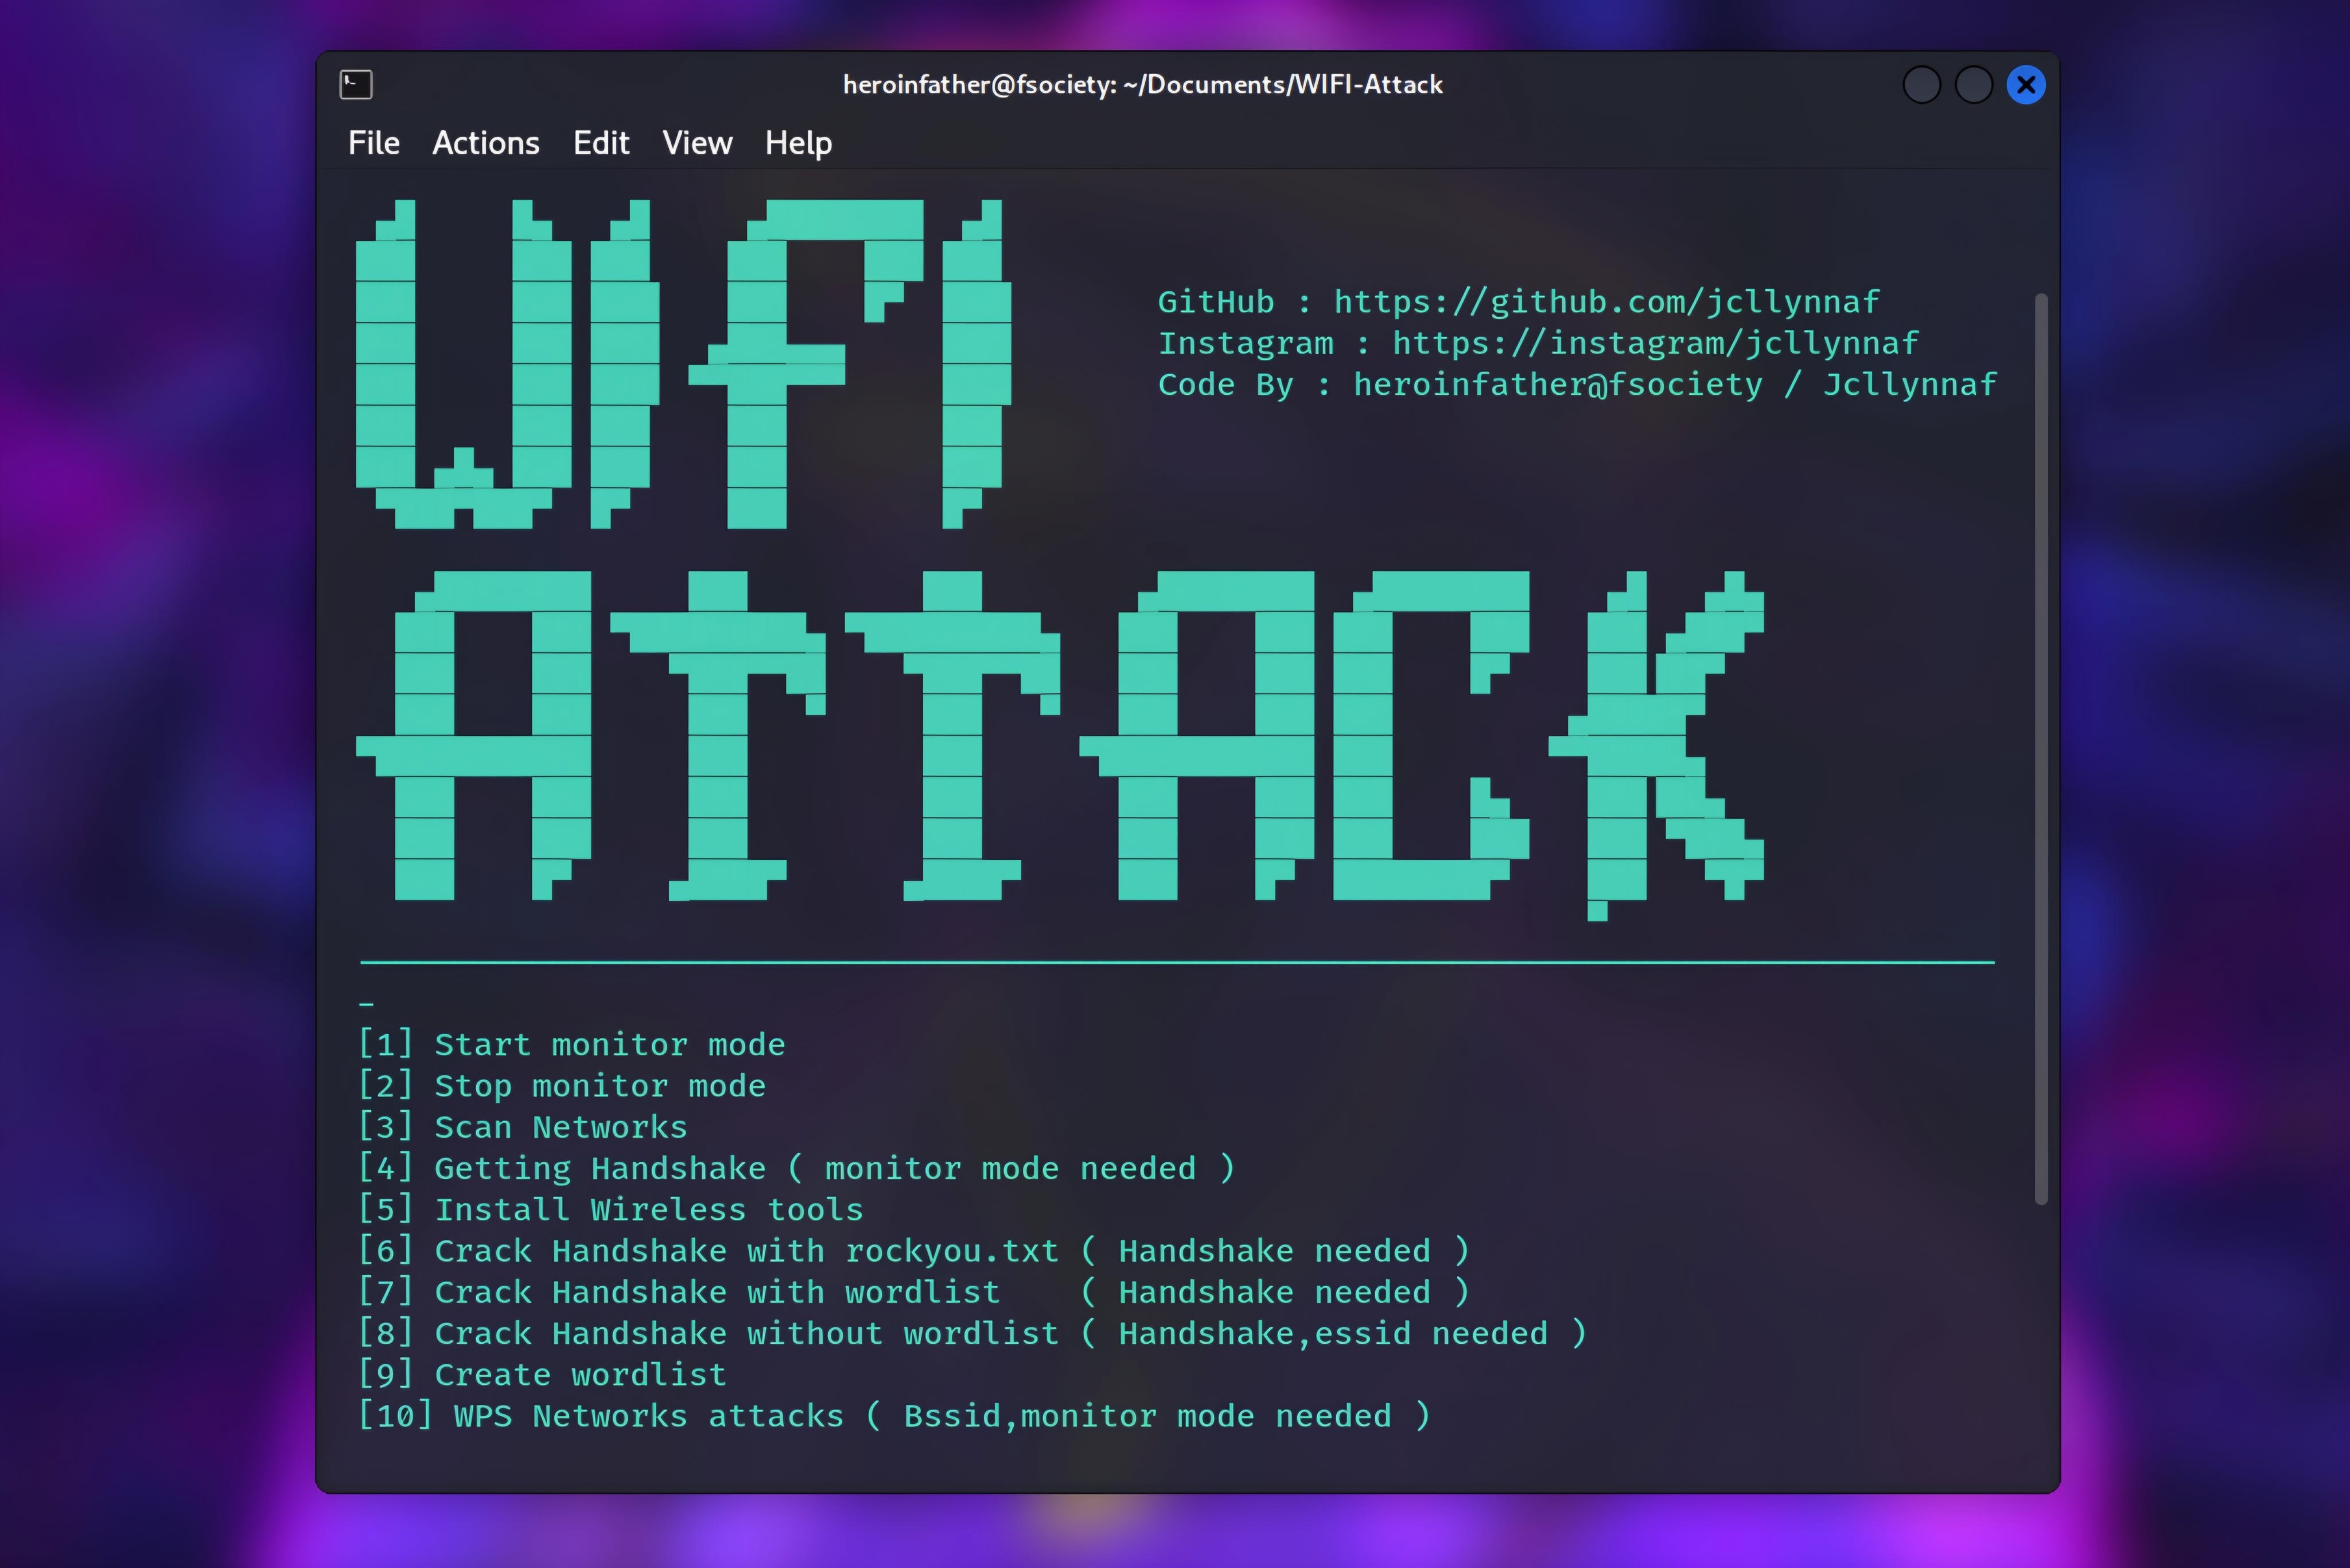 heroinfather@fsociety: ~/Documents/WIFI-Attack
File Actions Edit View Help
WIFI
GitHub : https://github.com/jcllynnaf
Instagram : https://instagram/jcllynnaf
Code By : heroinfather@fsociety / Jcllynnaf
ATTACK
[1] Start monitor mode
[2] Stop monitor mode
[3] Scan Networks
[4] Getting Handshake ( monitor mode needed )
[5] Install Wireless tools
[6] Crack Handshake with rockyou.txt ( Handshake needed )
[7] Crack Handshake with wordlist ( Handshake needed )
[8] Crack Handshake without wordlist ( Handshake,essid needed )
[9] Create wordlist
[10] WPS Networks attacks ( Bssid,monitor mode needed )